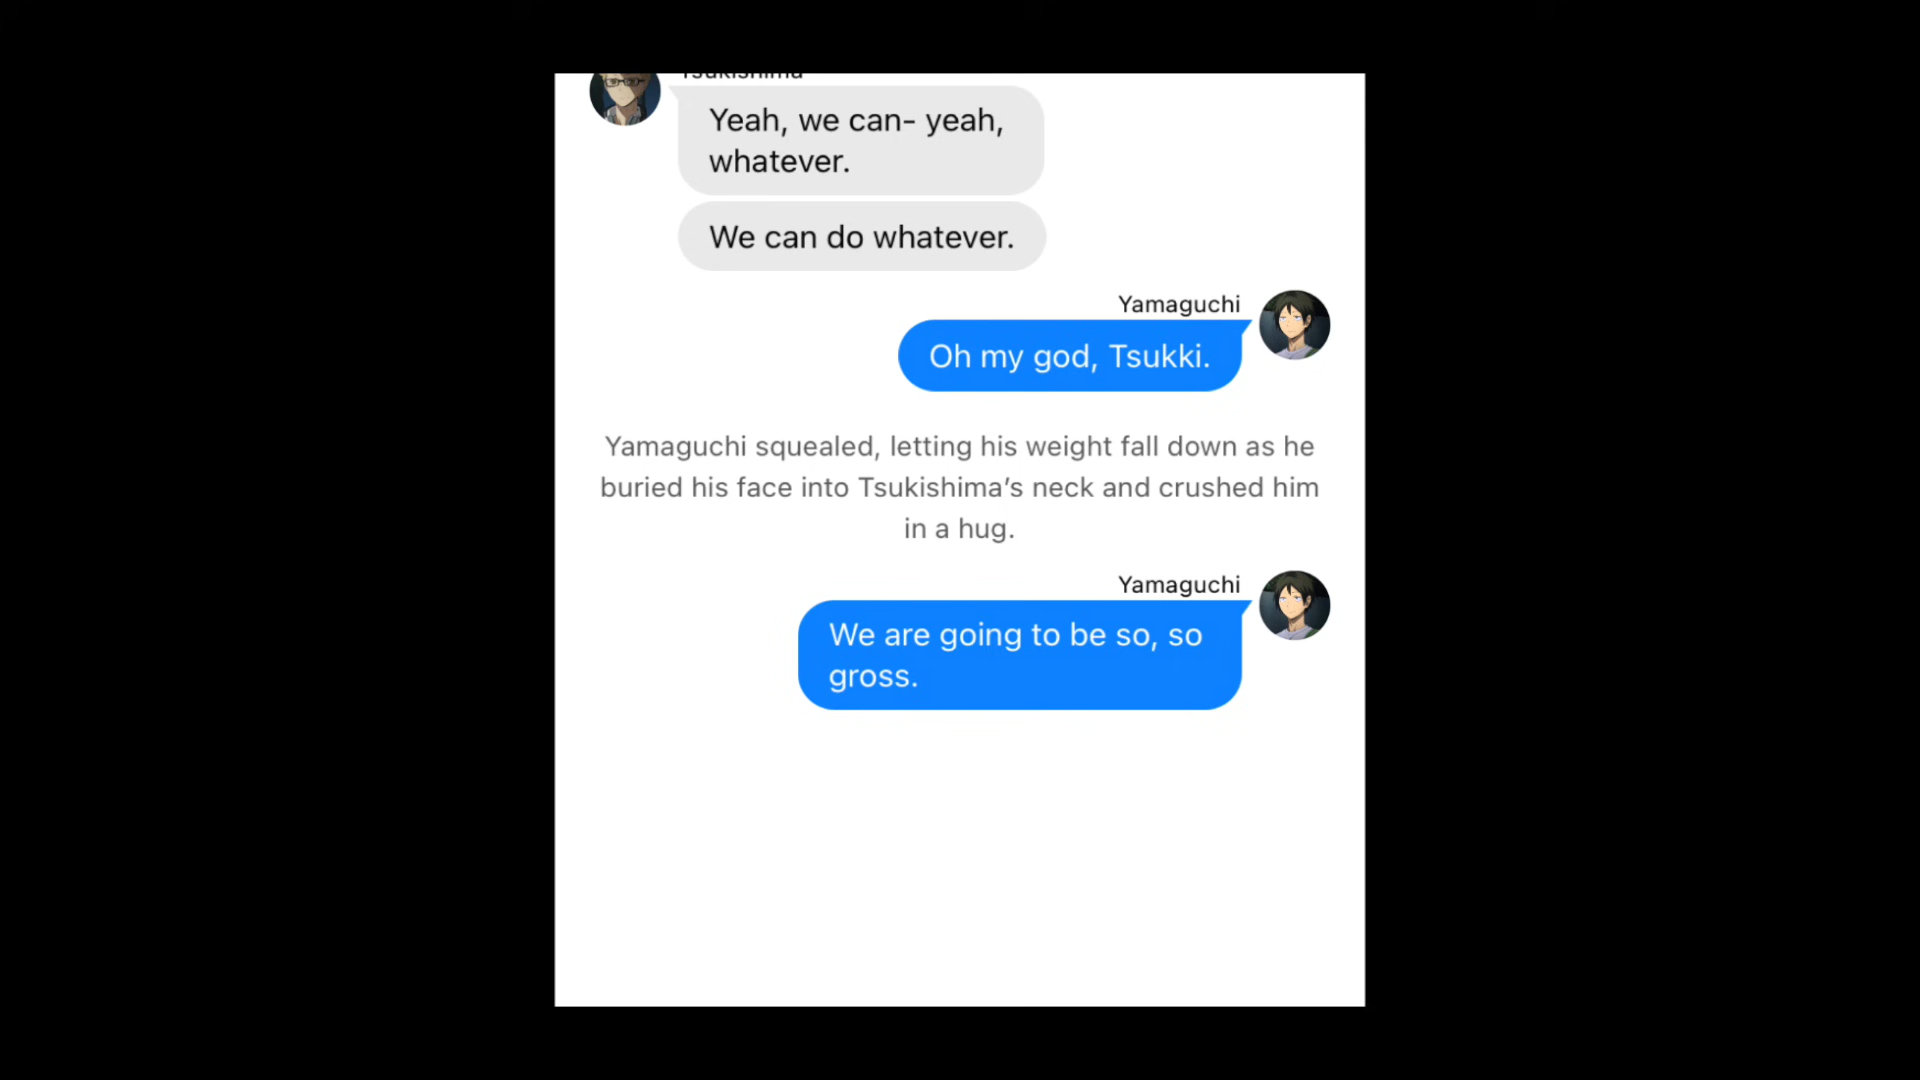 Tsukishima
Yeah, we can- yeah,
whatever.
We can do whatever.
Yamaguchi
Oh my god, Tsukki.
Yamaguchi squealed, letting his weight fall down as he
buried his face into Tsukishima’s neck and crushed him
in a hug.
Yamaguchi
We are going to be so, so
gross.